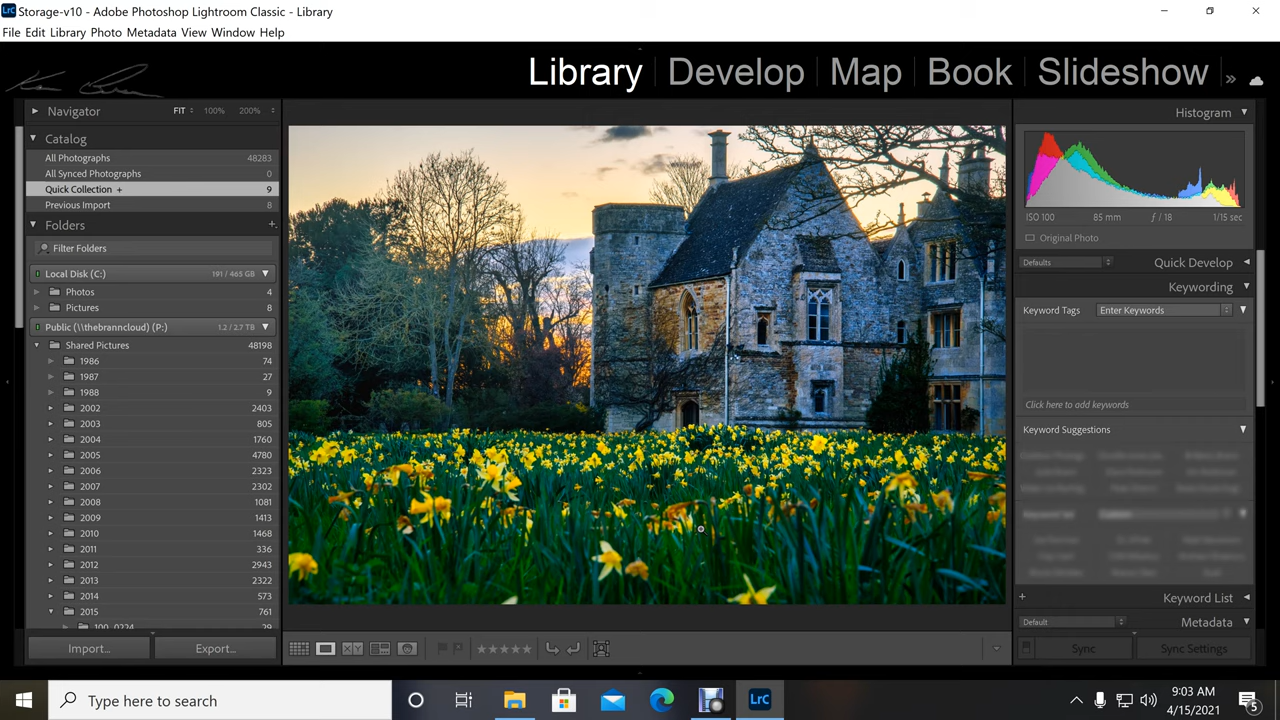 Storage-v10 - Adobe Photoshop Lightroom Classic - Library
File Edit Library Photo Metadata View Window Help
Library Develop Map Book Slideshow »
Navigator FIT 100% 200%
Catalog
All Photographs 48283
All Synced Photographs 0
Quick Collection + 9
Previous Import 8
Folders +
Filter Folders
Local Disk (C:) 191 / 465 GB
Photos 4
Pictures 8
Public (\\thebranncloud) (P:) 1.2 / 2.7 TB
Shared Pictures 48198
1986 74
1987 27
1988 9
2002 2403
2003 805
2004 1760
2005 4780
2006 2323
2007 2302
2008 1081
2009 1413
2010 1468
2011 336
2012 2943
2013 2322
2014 573
2015 761
100_0224 29
Import... Export...
Histogram
ISO 100 85 mm ƒ / 18 1/15 sec
Original Photo
Defaults Quick Develop
Keywording
Keyword Tags Enter Keywords
Click here to add keywords
Keyword Suggestions
+ Keyword List
Default Metadata
Sync Sync Settings
LrC
Type here to search
LrC
9:03 AM
4/15/2021
5